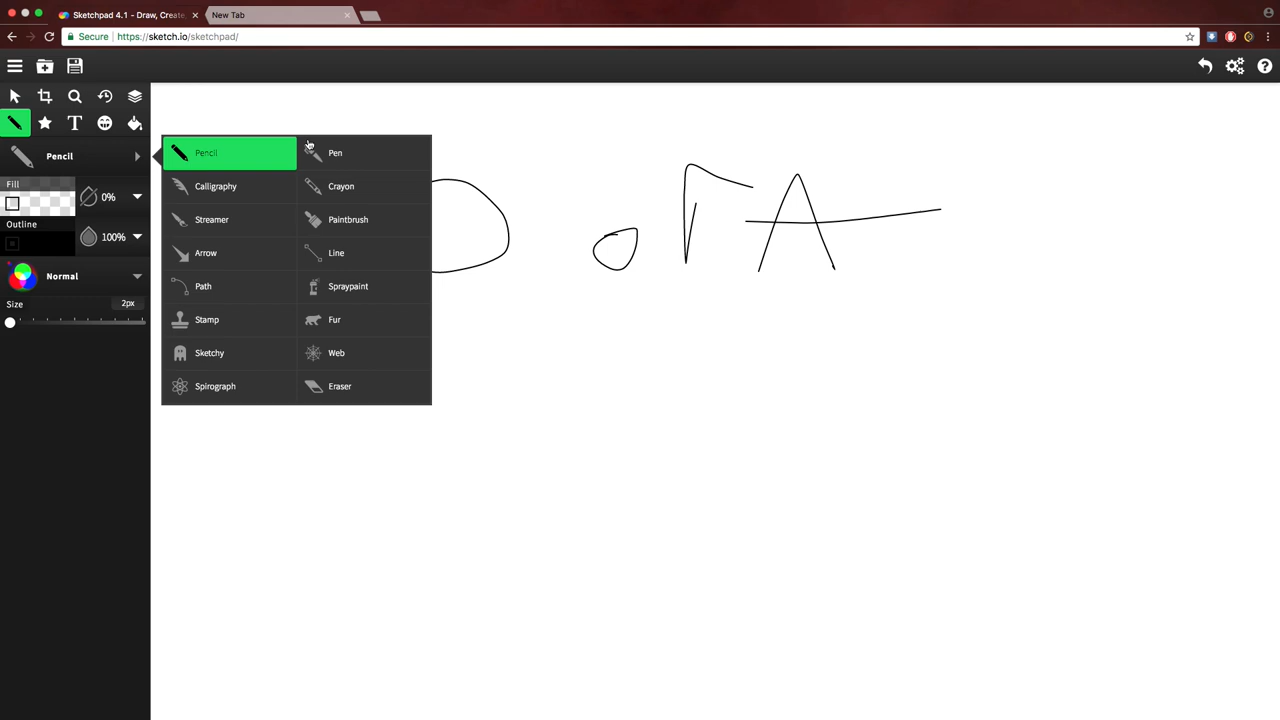 Sketchpad 4.1 - Draw, Create, New Tab
Secure https://sketch.io/sketchpad/
Pencil
Fill 0%
Outline 100%
Normal
Size 2px
Pencil Pen
Calligraphy Crayon
Streamer Paintbrush
Arrow Line
Path Spraypaint
Stamp Fur
Sketchy Web
Spirograph Eraser
A